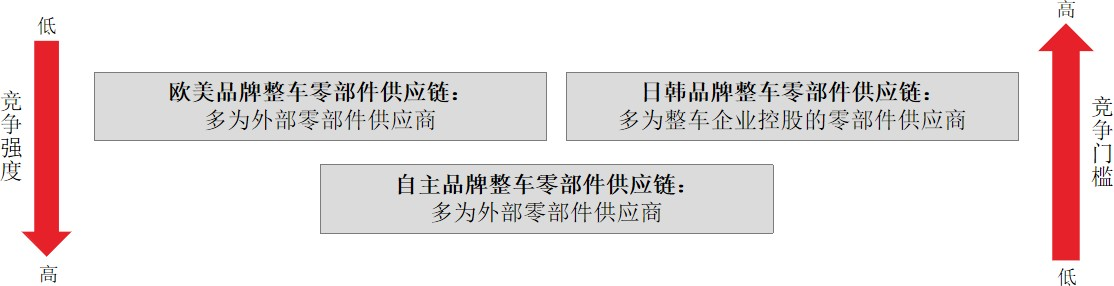 低
竞争强度
高
欧美品牌整车零部件供应链：
多为外部零部件供应商
日韩品牌整车零部件供应链：
多为整车企业控股的零部件供应商
自主品牌整车零部件供应链：
多为外部零部件供应商
高
竞争门槛
低